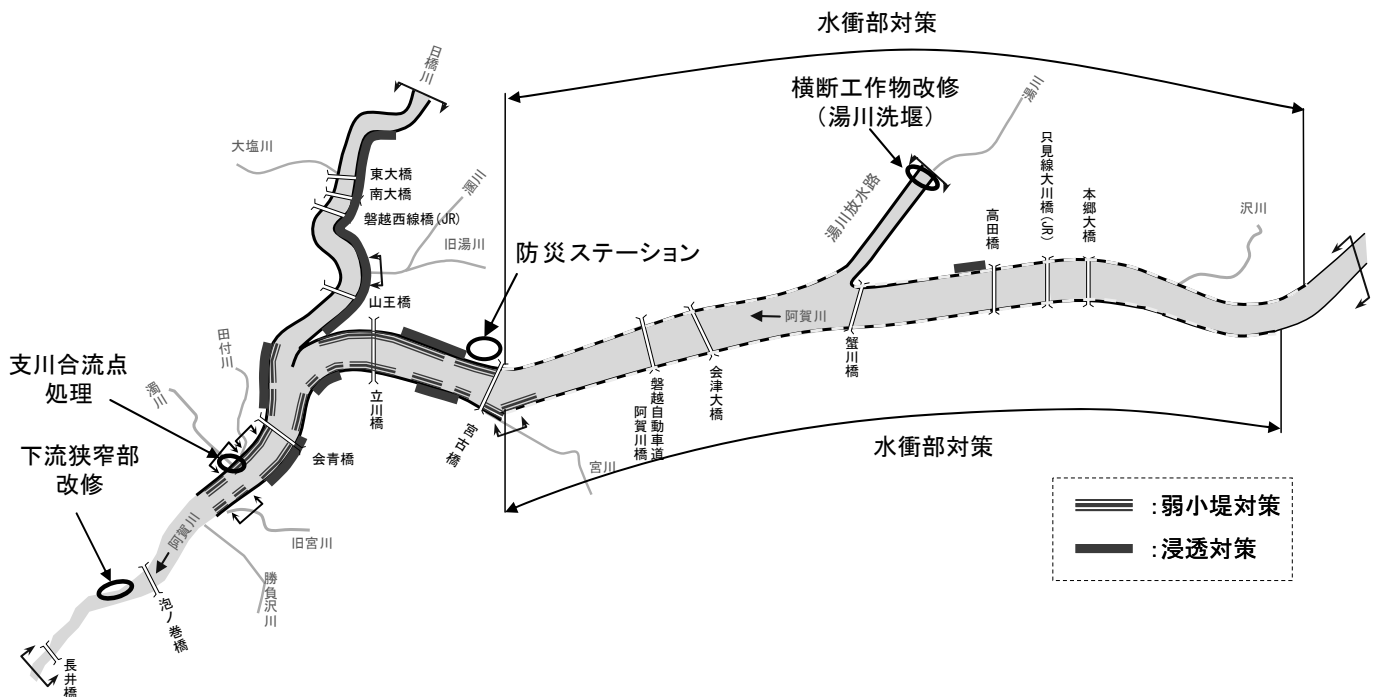 水衝部対策
日橋川
横断工作物改修
(湯川洗堰)
湯川
大塩川
東大橋
南大橋
磐越西線橋(JR)
濁川
旧湯川
湯川放水路
只見線大川橋(JR)
本郷大橋
高田橋
沢川
防災ステーション
山王橋
田付川
阿賀川
支川合流点
処理
濁川
立川橋
宮古橋
磐越自動車道
阿賀川橋
会津大橋
蟹川橋
会青橋
宮川
水衝部対策
下流狭窄部
改修
阿賀川
旧宮川
勝負沢川
泡ノ巻橋
長井橋
:弱小堤対策
:浸透対策